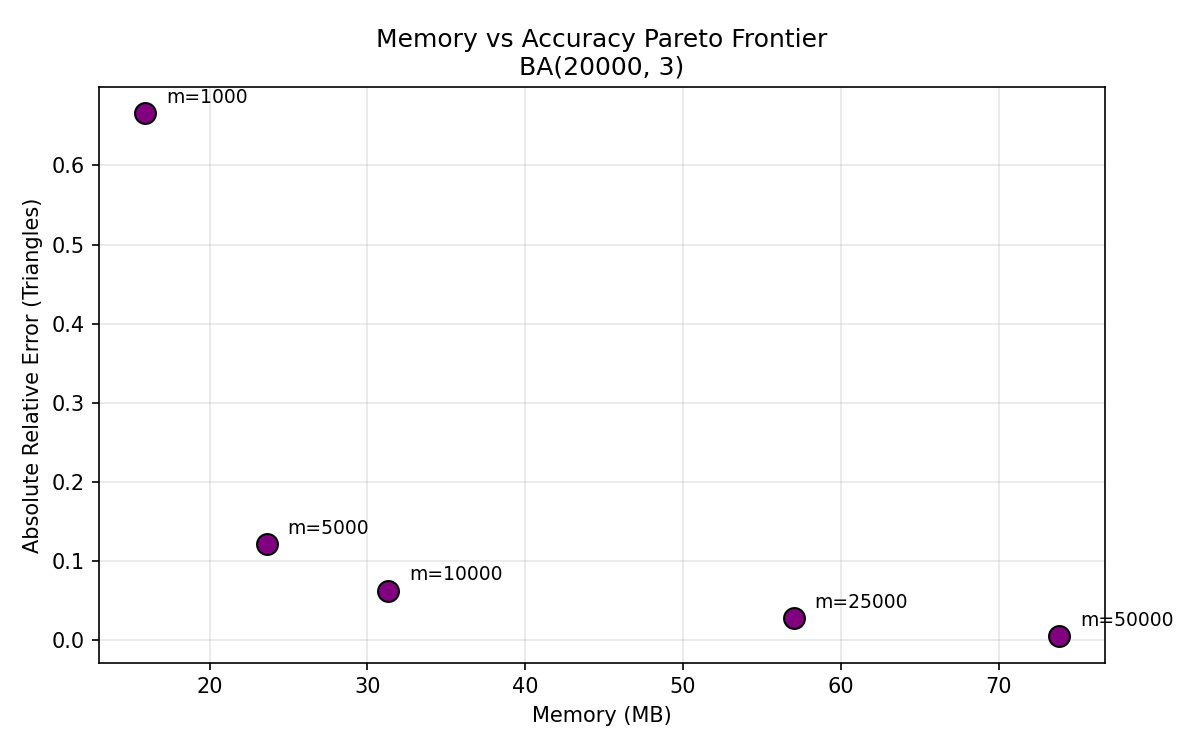 Memory vs Accuracy Pareto Frontier
BA(20000, 3)
m=1000
0.6
0.5
0.4
0.3
0.2
0.1
0.0
Absolute Relative Error (Triangles)
m=5000
m=10000
m=25000
m=50000
20
30
40
50
60
70
Memory (MB)